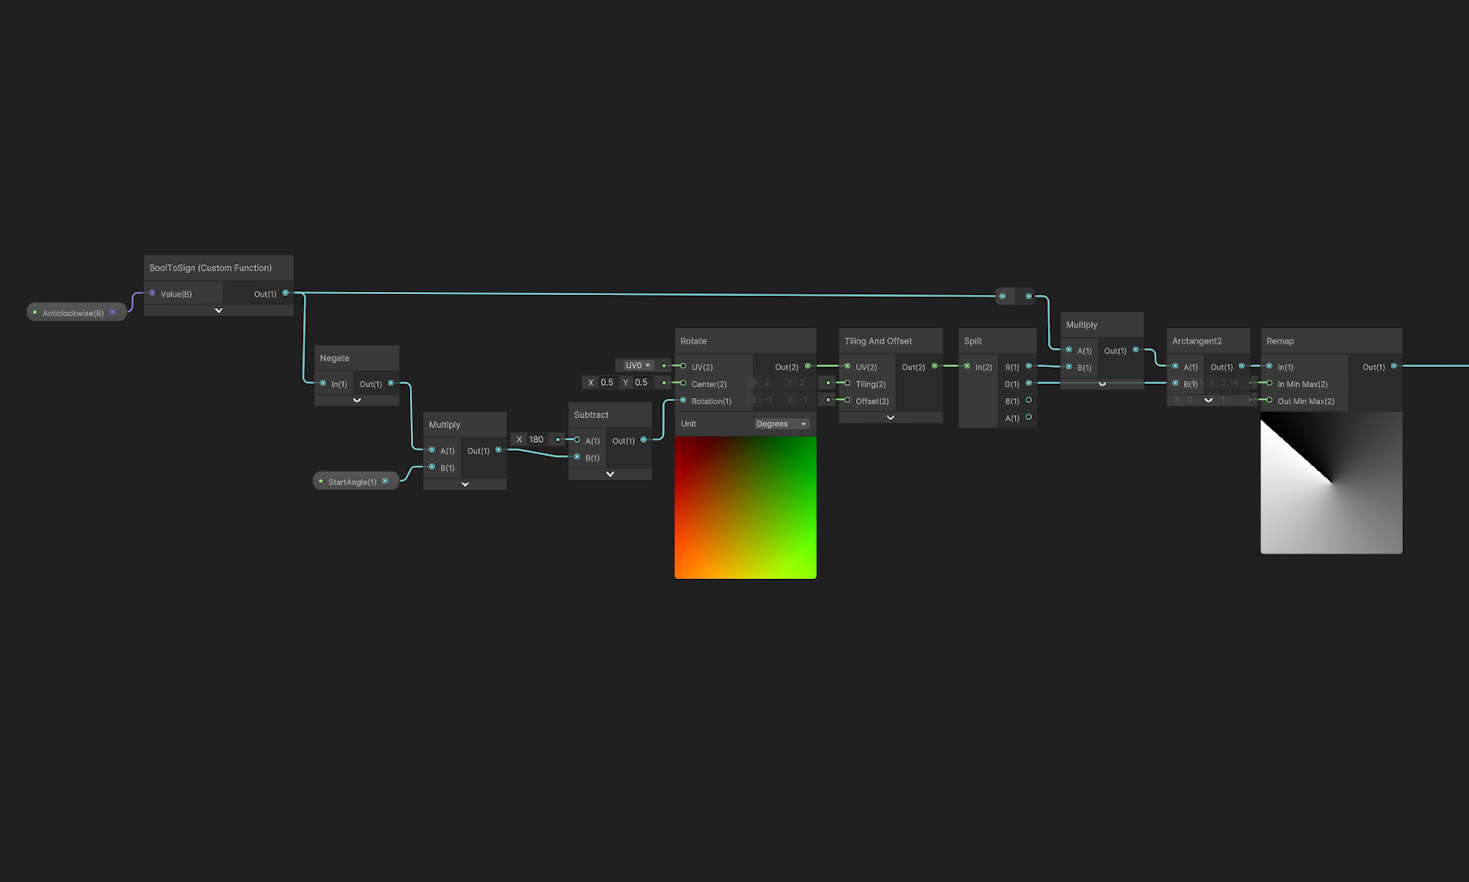 BoolToSign (Custom Function)
Value(B) Out(1)
Anticlockwise(B)
Negate
In(1) Out(1)
Multiply
A(1) Out(1)
B(1)
StartAngle(1)
X 180
Subtract
A(1) Out(1)
B(1)
UV0
X 0.5 Y 0.5
Rotate
UV(2) Out(2)
Center(2)
Rotation(1)
Unit Degrees
X 2 Y 2
X -1 Y -1
Tiling And Offset
UV(2) Out(2)
Tiling(2)
Offset(2)
Split
In(2) R(1)
G(1)
B(1)
A(1)
Multiply
A(1) Out(1)
B(1)
Arctangent2
A(1) Out(1)
B(1)
Y 3.14
X 0 1
Remap
In(1) Out(1)
In Min Max(2)
Out Min Max(2)